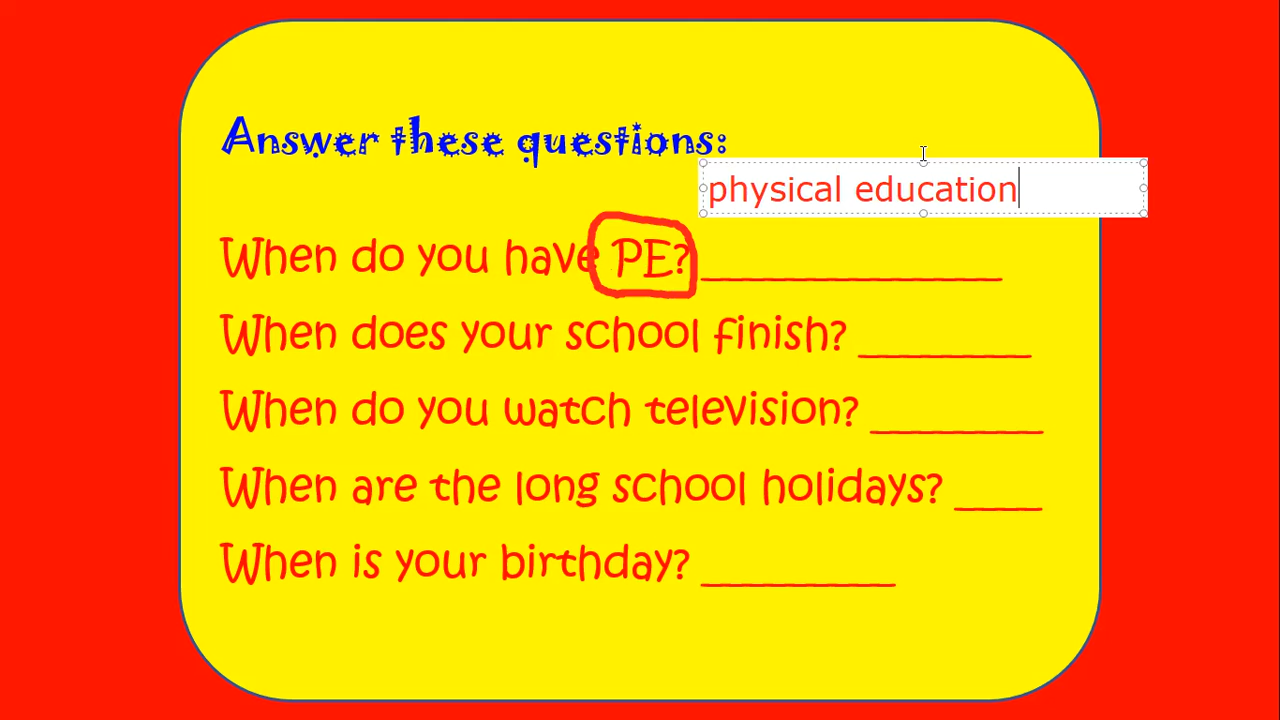 Answer these questions:
physical education
When do you have PE? _______________
When does your school finish? ________
When do you watch television? ________
When are the long school holidays? ____
When is your birthday? _________